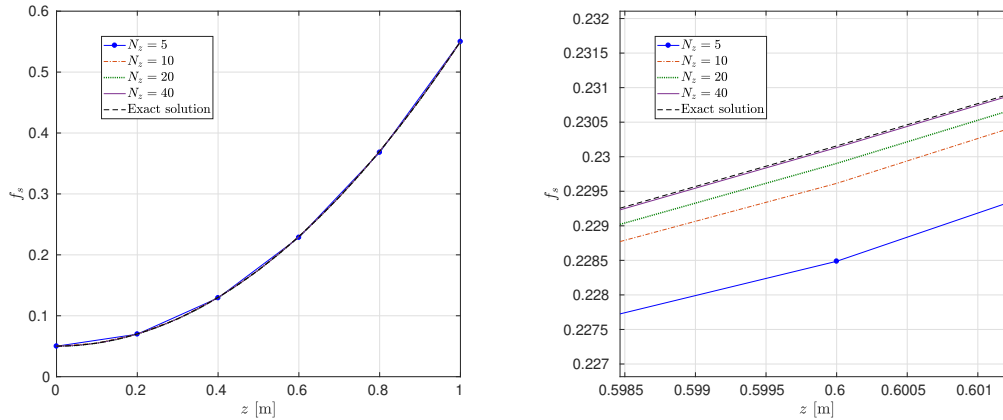 0.6
0.5
0.4
0.3
0.2
0.1
0
f_s
N_z = 5
N_z = 10
N_z = 20
N_z = 40
Exact solution
0 0.2 0.4 0.6 0.8 1
z [m]
0.232
0.2315
0.231
0.2305
0.23
0.2295
0.229
0.2285
0.228
0.2275
0.227
f_s
N_z = 5
N_z = 10
N_z = 20
N_z = 40
Exact solution
0.5985 0.599 0.5995 0.6 0.6005 0.601
z [m]